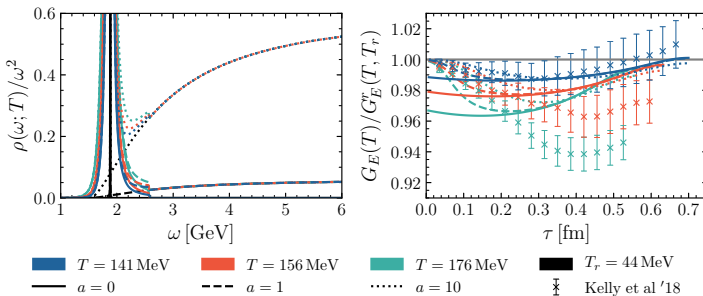 0.6
0.4
0.2
0.0
ρ(ω; T)/ω²
1
2
3
4
5
6
ω [GeV]
1.02
1.00
0.98
0.96
0.94
0.92
G_E(T)/G_E^r(T, T_r)
0.0
0.1
0.2
0.3
0.4
0.5
0.6
0.7
τ [fm]
T = 141 MeV
T = 156 MeV
T = 176 MeV
T_r = 44 MeV
a = 0
a = 1
a = 10
Kelly et al '18